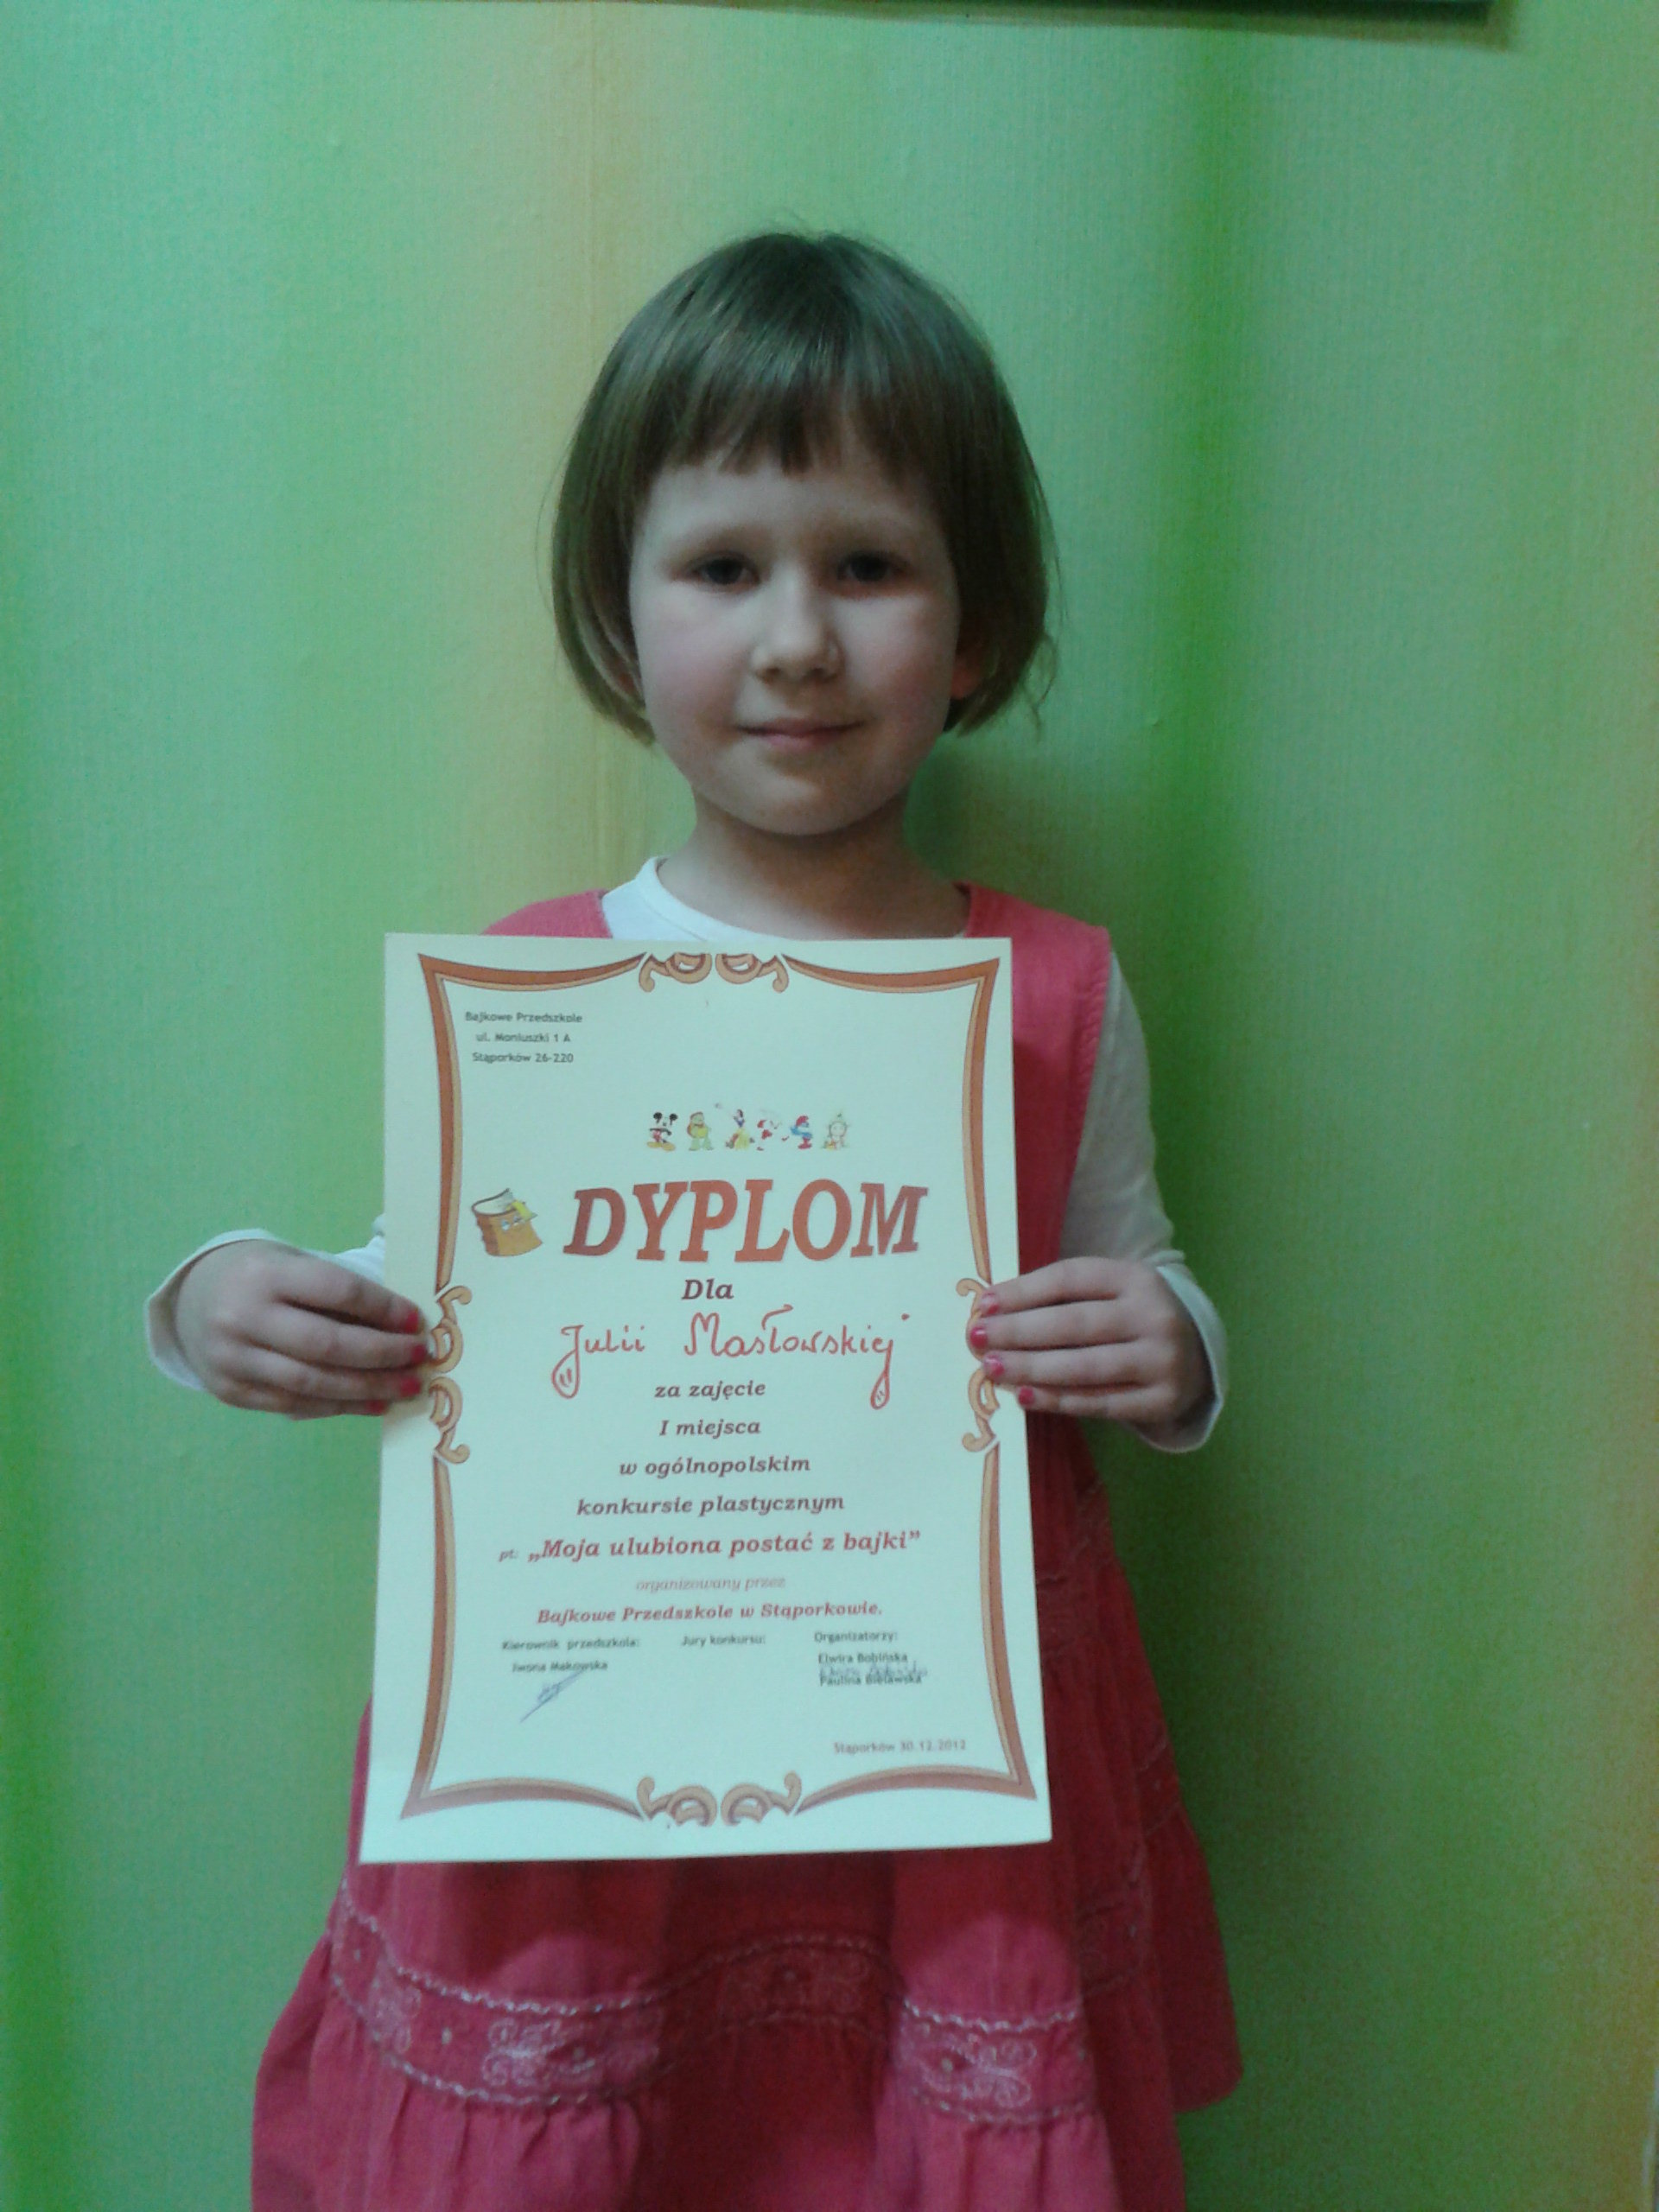 Bajkowe Przedszkole
ul. Moniuszki 1 A
Stąporków 26-220
DYPLOM
Dla
Julii Masłowskiej
za zajęcie
I miejsca
w ogólnopolskim
konkursie plastycznym
pt: „Moja ulubiona postać z bajki”
organizowany przez
Bajkowe Przedszkole w Stąporkowie.
Kierownik przedszkola: Jury konkursu: Organizatorzy:
Iwona Makowska Elwira Bobińska
Paulina Bielawska
Stąporków 30.12.2012